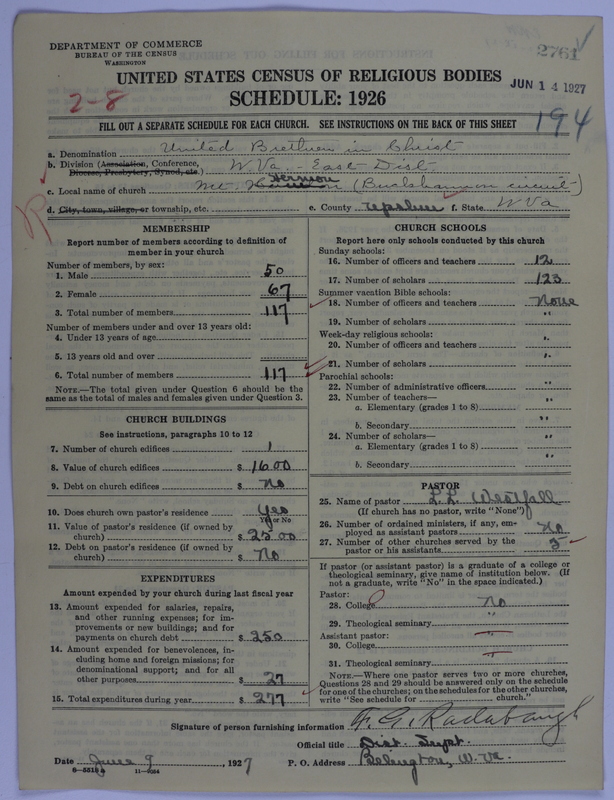 DEPARTMENT OF COMMERCE
BUREAU OF THE CENSUS
WASHINGTON
2761
UNITED STATES CENSUS OF RELIGIOUS BODIES
JUN 14 1927
2-8
SCHEDULE: 1926
194
FILL OUT A SEPARATE SCHEDULE FOR EACH CHURCH. SEE INSTRUCTIONS ON THE BACK OF THIS SHEET
a. Denomination United Brethren in Christ
b. Division (Association, Conference, Diocese, Presbytery, Synod, etc.) W. Va. - East Dist.
c. Local name of church Mt. Hermon (Buckhannon circuit)
d. City, town, village, or township, etc. e. County Upshur f. State W Va
MEMBERSHIP
Report number of members according to definition of
member in your church
Number of members, by sex:
1. Male 50
2. Female 67
3. Total number of members 117
Number of members under and over 13 years old:
4. Under 13 years of age
5. 13 years old and over
6. Total number of members 117
NOTE.—The total given under Question 6 should be the
same as the total of males and females given under Question 3.
CHURCH BUILDINGS
See instructions, paragraphs 10 to 12
7. Number of church edifices 1
8. Value of church edifices $ 1600
9. Debt on church edifices $ No
10. Does church own pastor's residence Yes
Yes or No
11. Value of pastor's residence (if owned by
church) $ 2500
12. Debt on pastor's residence (if owned by
church) $ No
EXPENDITURES
Amount expended by your church during last fiscal year
13. Amount expended for salaries, repairs,
and other running expenses; for im-
provements or new buildings; and for
payments on church debt $ 250
14. Amount expended for benevolences, in-
cluding home and foreign missions; for
denominational support; and for all
other purposes $ 27
15. Total expenditures during year $ 277
CHURCH SCHOOLS
Report here only schools conducted by this church
Sunday schools:
16. Number of officers and teachers 12
17. Number of scholars 123
Summer vacation Bible schools:
18. Number of officers and teachers None
19. Number of scholars "
Week-day religious schools:
20. Number of officers and teachers "
21. Number of scholars "
Parochial schools:
22. Number of administrative officers "
23. Number of teachers—
a. Elementary (grades 1 to 8) "
b. Secondary "
24. Number of scholars—
a. Elementary (grades 1 to 8) "
b. Secondary "
PASTOR
25. Name of pastor L. L. Westfall
(If church has no pastor, write "None")
26. Number of ordained ministers, if any, em-
ployed as assistant pastors No
27. Number of other churches served by the
pastor or his assistants 3
If pastor (or assistant pastor) is a graduate of a college or
theological seminary, give name of institution below. (If
not a graduate, write "No" in the space indicated.)
Pastor:
28. College No
29. Theological seminary
Assistant pastor:
30. College
31. Theological seminary
NOTE.—Where one pastor serves two or more churches,
Questions 28 and 29 should be answered only on the schedule
for one of the churches; on the schedules for the other churches,
write "See schedule for church."
Signature of person furnishing information F. G. Radabaugh
Official title Dist. Supt.
Date June 9, 1927 P. O. Address Belington, W. Va.
11-9084